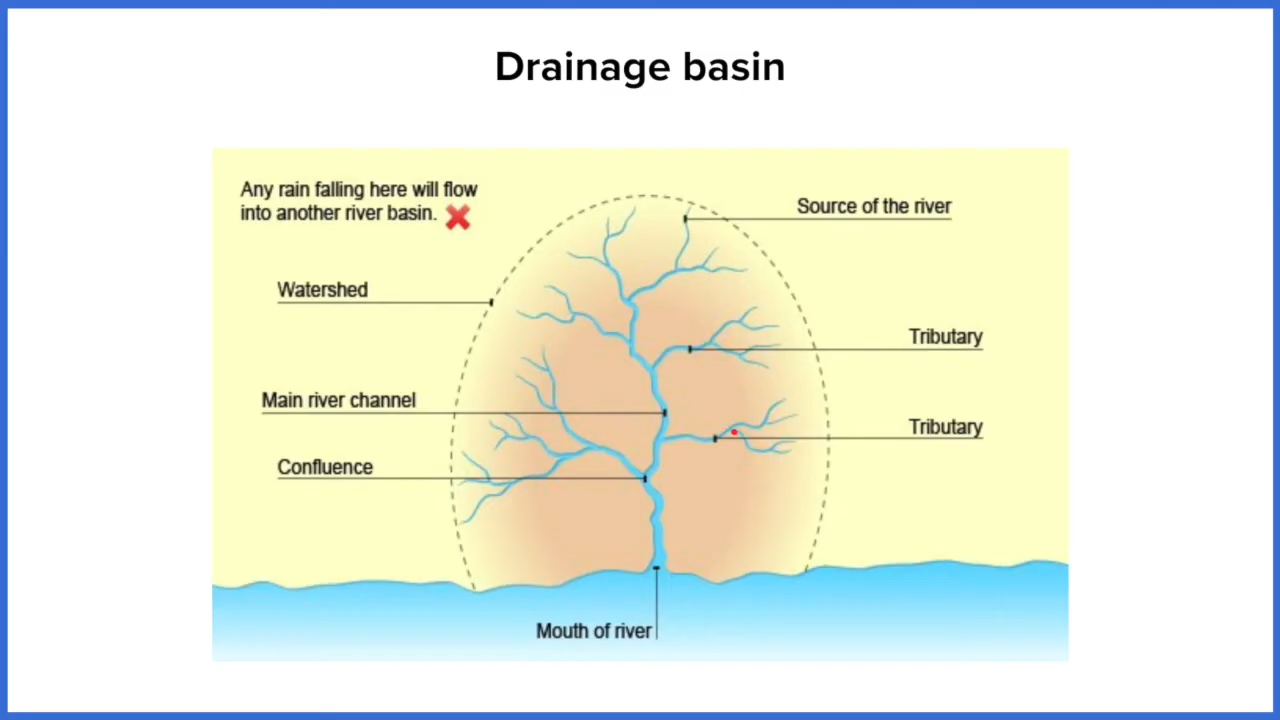 Drainage basin
Any rain falling here will flow
into another river basin.
Source of the river
Watershed
Tributary
Main river channel
Tributary
Confluence
Mouth of river